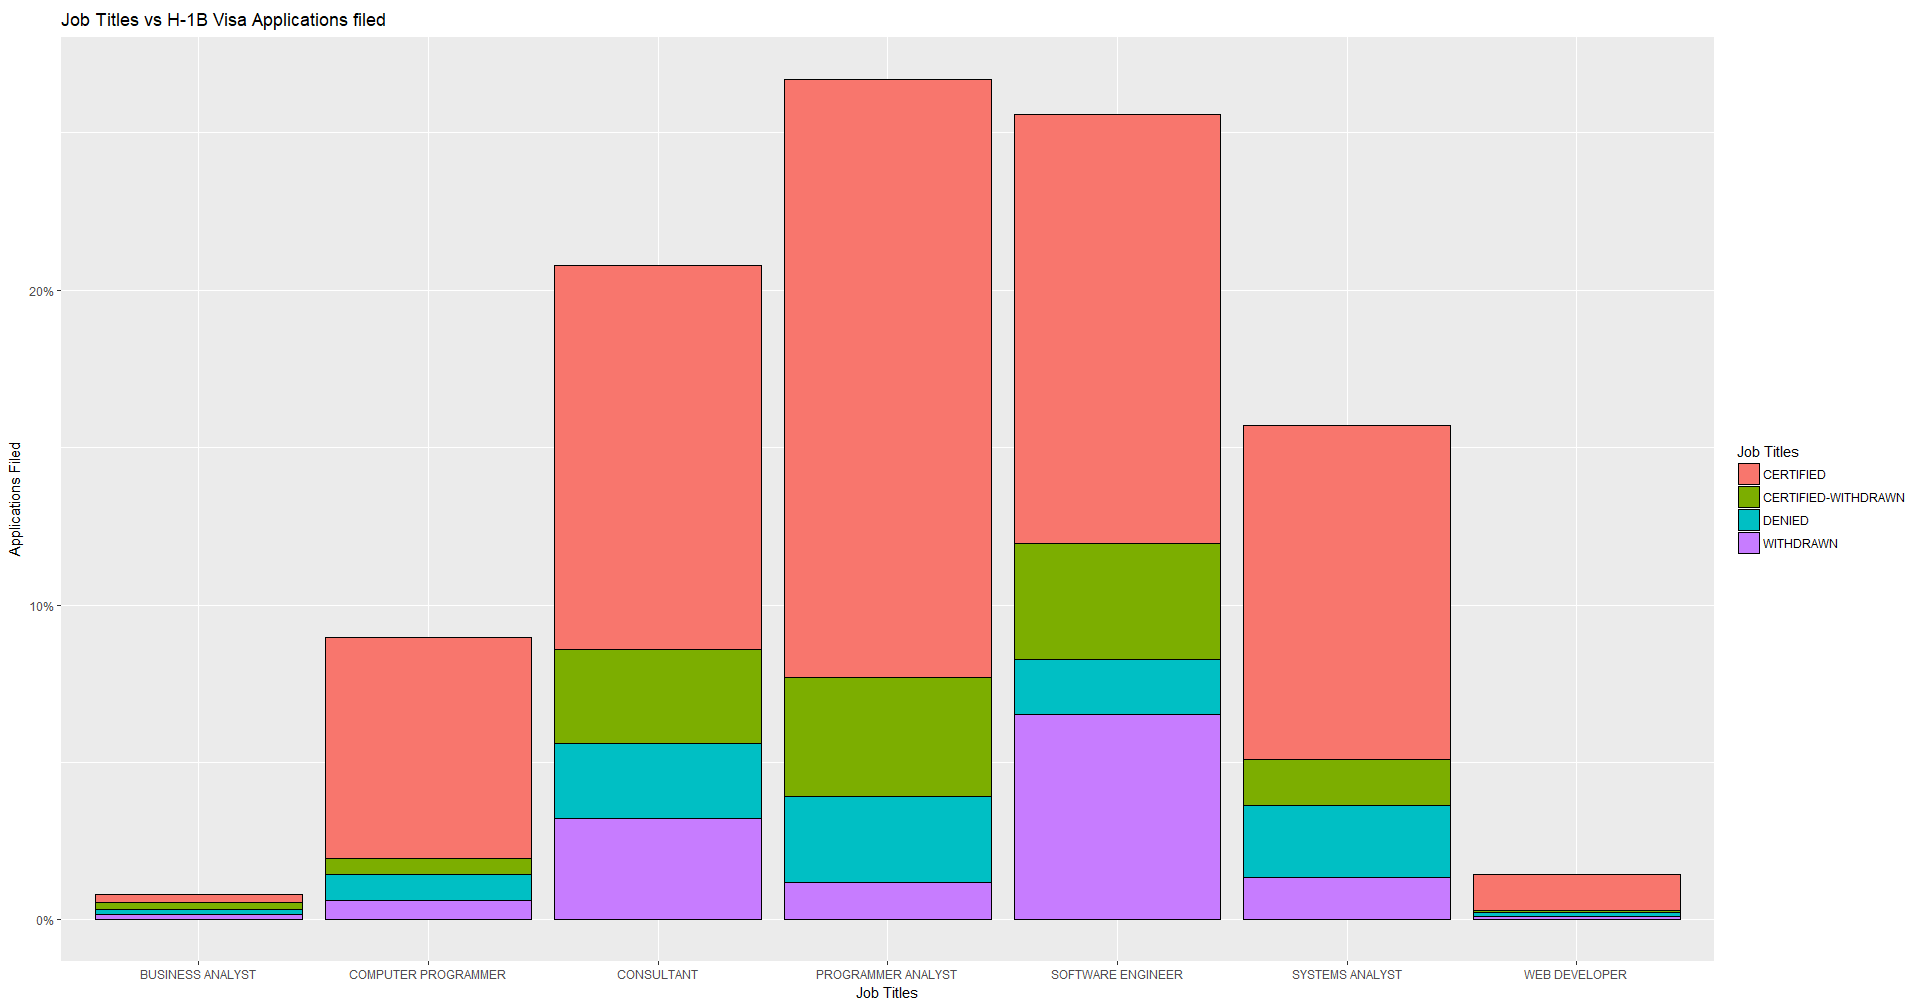 Job Titles vs H-1B Visa Applications filed
Applications Filed
20%
10%
0%
BUSINESS ANALYST
COMPUTER PROGRAMMER
CONSULTANT
PROGRAMMER ANALYST
SOFTWARE ENGINEER
SYSTEMS ANALYST
WEB DEVELOPER
Job Titles
Job Titles
CERTIFIED
CERTIFIED-WITHDRAWN
DENIED
WITHDRAWN